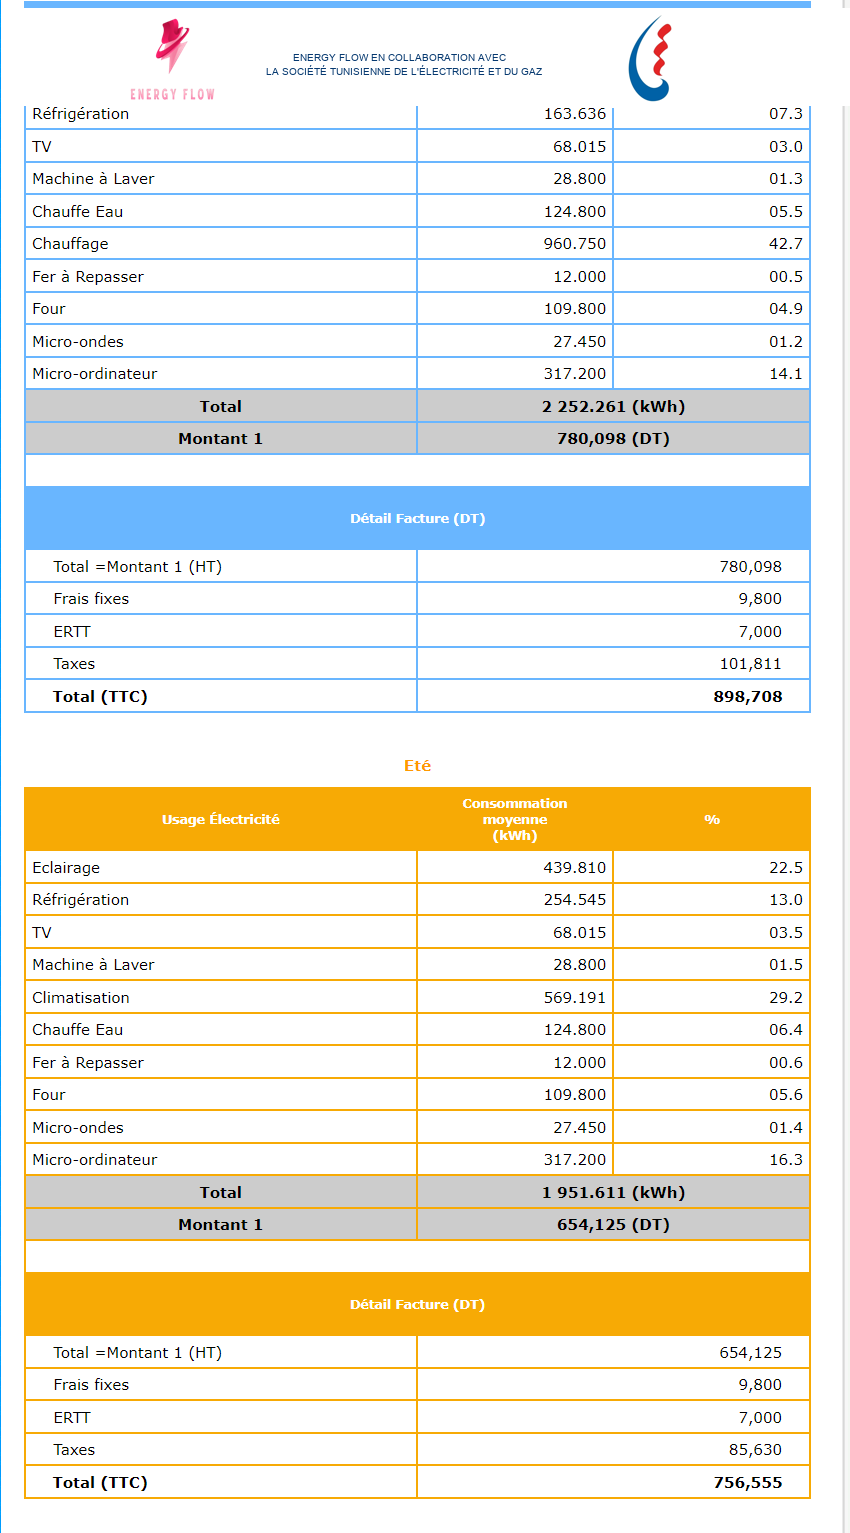 ENERGY FLOW
ENERGY FLOW EN COLLABORATION AVEC
LA SOCIÉTÉ TUNISIENNE DE L'ÉLECTRICITÉ ET DU GAZ
Réfrigération 163.636 07.3
TV 68.015 03.0
Machine à Laver 28.800 01.3
Chauffe Eau 124.800 05.5
Chauffage 960.750 42.7
Fer à Repasser 12.000 00.5
Four 109.800 04.9
Micro-ondes 27.450 01.2
Micro-ordinateur 317.200 14.1
Total 2 252.261 (kWh)
Montant 1 780,098 (DT)
Détail Facture (DT)
Total =Montant 1 (HT) 780,098
Frais fixes 9,800
ERTT 7,000
Taxes 101,811
Total (TTC) 898,708
Eté
Usage Électricité Consommation moyenne (kWh) %
Eclairage 439.810 22.5
Réfrigération 254.545 13.0
TV 68.015 03.5
Machine à Laver 28.800 01.5
Climatisation 569.191 29.2
Chauffe Eau 124.800 06.4
Fer à Repasser 12.000 00.6
Four 109.800 05.6
Micro-ondes 27.450 01.4
Micro-ordinateur 317.200 16.3
Total 1 951.611 (kWh)
Montant 1 654,125 (DT)
Détail Facture (DT)
Total =Montant 1 (HT) 654,125
Frais fixes 9,800
ERTT 7,000
Taxes 85,630
Total (TTC) 756,555